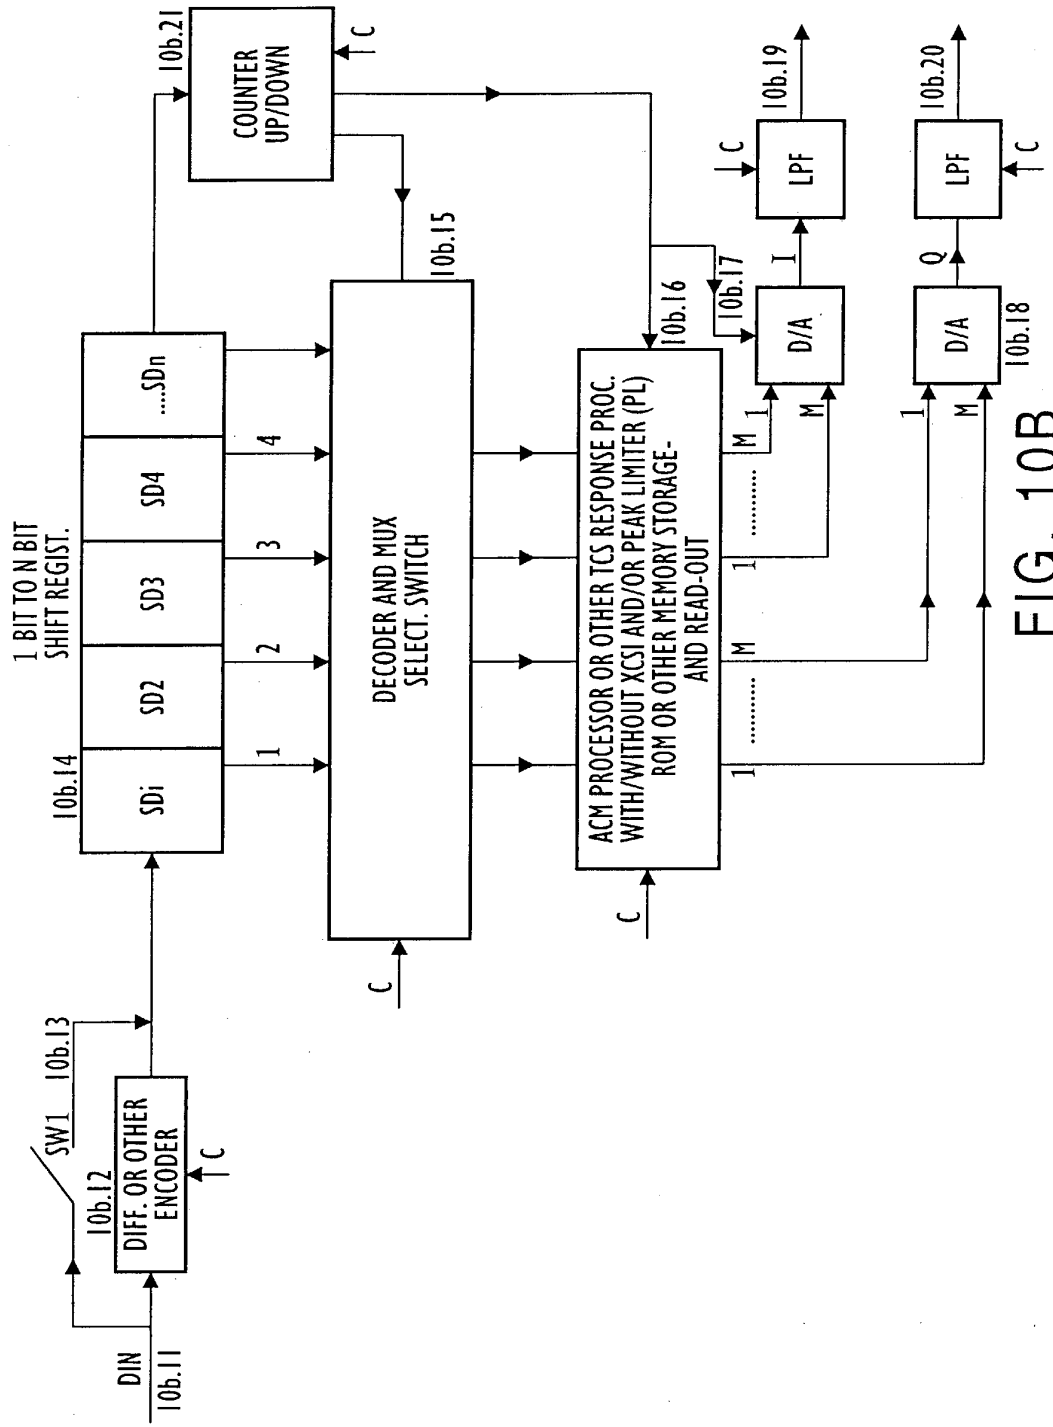 DIN
10b.11
SW1
10b.13
10b.12
DIFF. OR OTHER
ENCODER
C
1 BIT TO N BIT
SHIFT REGIST.
10b.14
SDi
SD2
SD3
SD4
.....SDn
10b.21
COUNTER
UP/DOWN
C
1
2
3
4
10b.15
DECODER AND MUX
SELECT. SWITCH
C
10b.16
ACM PROCESSOR OR OTHER TCS RESPONSE PROC.
WITH/WITHOUT XCSI AND/OR PEAK LIMITER (PL)
ROM OR OTHER MEMORY STORAGE-
AND READ-OUT
C
1 ........... M
1 ........... M
10b.17
1
M
D/A
I
C
LPF
10b.19
1
M
D/A
10b.18
Q
LPF
C
10b.20
FIG. 10B